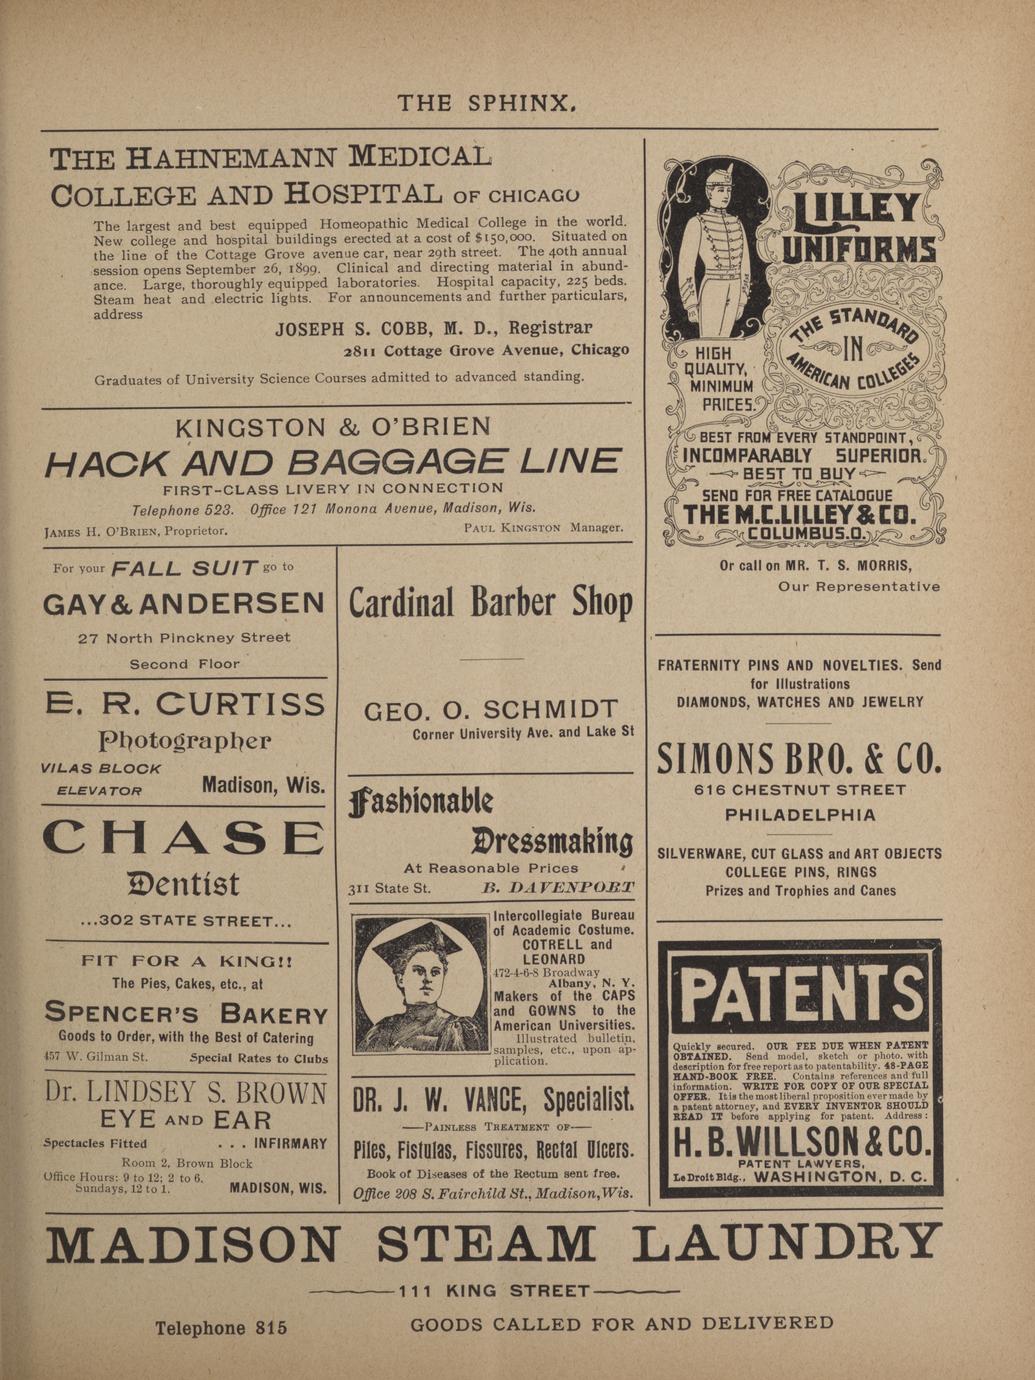 THE SPHINX.
THE HAHNEMANN MEDICAL
COLLEGE AND HOSPITAL OF CHICAGO
The largest and best equipped Homeopathic Medical College in the world.
New college and hospital buildings erected at a cost of $150,000. Situated on
the line of the Cottage Grove avenue car, near 29th street. The 40th annual
session opens September 26, 1899. Clinical and directing material in abund-
ance. Large, thoroughly equipped laboratories. Hospital capacity, 225 beds.
Steam heat and electric lights. For announcements and further particulars,
address
JOSEPH S. COBB, M. D., Registrar
2811 Cottage Grove Avenue, Chicago
Graduates of University Science Courses admitted to advanced standing.
KINGSTON & O'BRIEN
HACK AND BAGGAGE LINE
FIRST-CLASS LIVERY IN CONNECTION
Telephone 523. Office 121 Monona Avenue, Madison, Wis.
JAMES H. O'BRIEN, Proprietor. PAUL KINGSTON Manager.
For your FALL SUIT go to
GAY & ANDERSEN
27 North Pinckney Street
Second Floor
E. R. CURTISS
Photographer
VILAS BLOCK
ELEVATOR Madison, Wis.
CHASE
Dentist
...302 STATE STREET...
FIT FOR A KING!!
The Pies, Cakes, etc., at
SPENCER'S BAKERY
Goods to Order, with the Best of Catering
457 W. Gilman St. Special Rates to Clubs
Dr. LINDSEY S. BROWN
EYE AND EAR
Spectacles Fitted . . . INFIRMARY
Room 2, Brown Block
Office Hours: 9 to 12; 2 to 6.
Sundays, 12 to 1. MADISON, WIS.
Cardinal Barber Shop
GEO. O. SCHMIDT
Corner University Ave. and Lake St
Fashionable
Dressmaking
At Reasonable Prices
311 State St. B. DAVENPORT
Intercollegiate Bureau
of Academic Costume.
COTRELL and
LEONARD
472-4-6-8 Broadway
Albany, N. Y.
Makers of the CAPS
and GOWNS to the
American Universities.
Illustrated bulletin,
samples, etc., upon ap-
plication.
DR. J. W. VANCE, Specialist.
—PAINLESS TREATMENT OF—
Piles, Fistulas, Fissures, Rectal Ulcers.
Book of Diseases of the Rectum sent free.
Office 208 S. Fairchild St., Madison, Wis.
LILLEY
UNIFORMS
THE STANDARD
IN
AMERICAN COLLEGES
HIGH
QUALITY,
MINIMUM
PRICES.
BEST FROM EVERY STANDPOINT,
INCOMPARABLY SUPERIOR.
BEST TO BUY
SEND FOR FREE CATALOGUE
THE M.C. LILLEY & CO.
COLUMBUS.O.
Or call on MR. T. S. MORRIS,
Our Representative
FRATERNITY PINS AND NOVELTIES. Send
for Illustrations
DIAMONDS, WATCHES AND JEWELRY
SIMONS BRO. & CO.
616 CHESTNUT STREET
PHILADELPHIA
SILVERWARE, CUT GLASS and ART OBJECTS
COLLEGE PINS, RINGS
Prizes and Trophies and Canes
PATENTS
Quickly secured. OUR FEE DUE WHEN PATENT
OBTAINED. Send model, sketch or photo. with
description for free report as to patentability. 48-PAGE
HAND-BOOK FREE. Contains references and full
information. WRITE FOR COPY OF OUR SPECIAL
OFFER. It is the most liberal proposition ever made by
a patent attorney, and EVERY INVENTOR SHOULD
READ IT before applying for patent. Address:
H. B. WILLSON & CO.
PATENT LAWYERS,
Le Droit Bldg., WASHINGTON, D. C.
MADISON STEAM LAUNDRY
111 KING STREET
Telephone 815 GOODS CALLED FOR AND DELIVERED